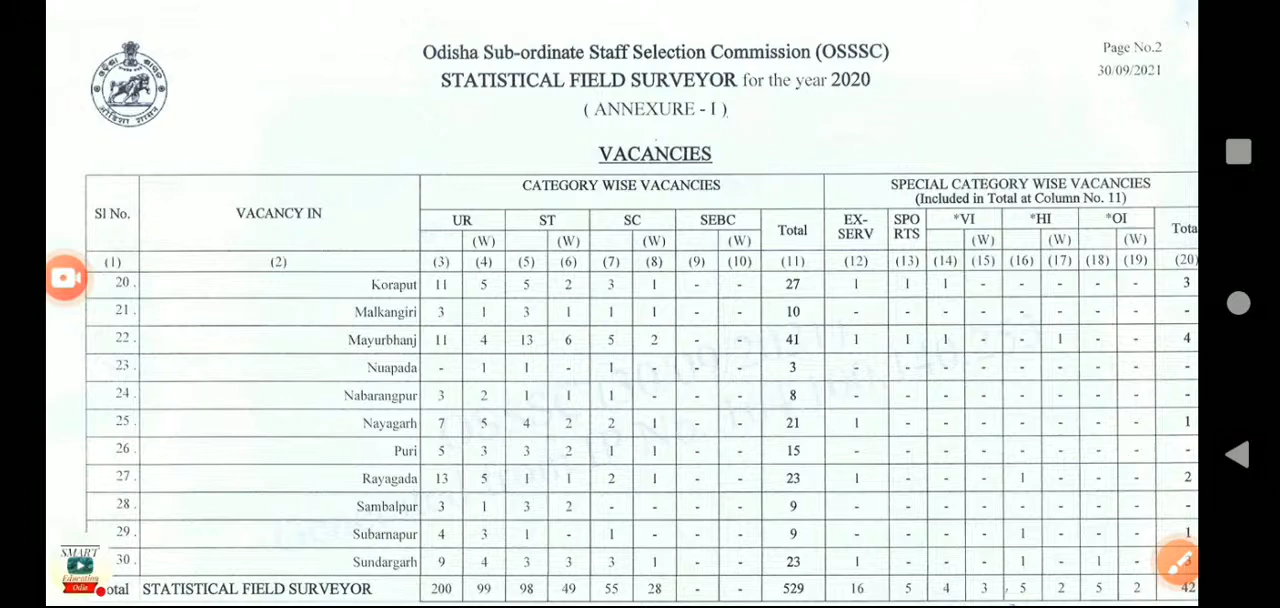 Odisha Sub-ordinate Staff Selection Commission (OSSSC)
Page No.2
STATISTICAL FIELD SURVEYOR for the year 2020
30/09/2021
( ANNEXURE - I )
VACANCIES
Sl No. VACANCY IN CATEGORY WISE VACANCIES SPECIAL CATEGORY WISE VACANCIES
(Included in Total at Column No. 11)
UR ST SC SEBC Total EX-SERV SPORTS *VI *HI *OI Tota
(W) (W) (W) (W) (W) (W) (W)
(1) (2) (3) (4) (5) (6) (7) (8) (9) (10) (11) (12) (13) (14) (15) (16) (17) (18) (19) (20)
20. Koraput 11 5 5 2 3 1 - - 27 1 1 1 - - - - - 3
21. Malkangiri 3 1 3 1 1 1 - - 10 - - - - - - - - -
22. Mayurbhanj 11 4 13 6 5 2 - - 41 1 1 1 - - 1 - - 4
23. Nuapada - 1 1 - 1 - - - 3 - - - - - - - - -
24. Nabarangpur 3 2 1 1 1 - - - 8 - - - - - - - - -
25. Nayagarh 7 5 4 2 2 1 - - 21 1 - - - - - - - 1
26. Puri 5 3 3 2 1 1 - - 15 - - - - - - - - -
27. Rayagada 13 5 1 1 2 1 - - 23 1 - - - 1 - - - 2
28. Sambalpur 3 1 3 2 - - - - 9 - - - - - - - - -
29. Subarnapur 4 3 1 - 1 - - - 9 - - - - 1 - - - 1
30. Sundargarh 9 4 3 3 3 1 - - 23 1 - - - 1 - 1 - 3
otal STATISTICAL FIELD SURVEYOR 200 99 98 49 55 28 - - 529 16 5 4 3 5 2 5 2 42
SMART
Education
Odia